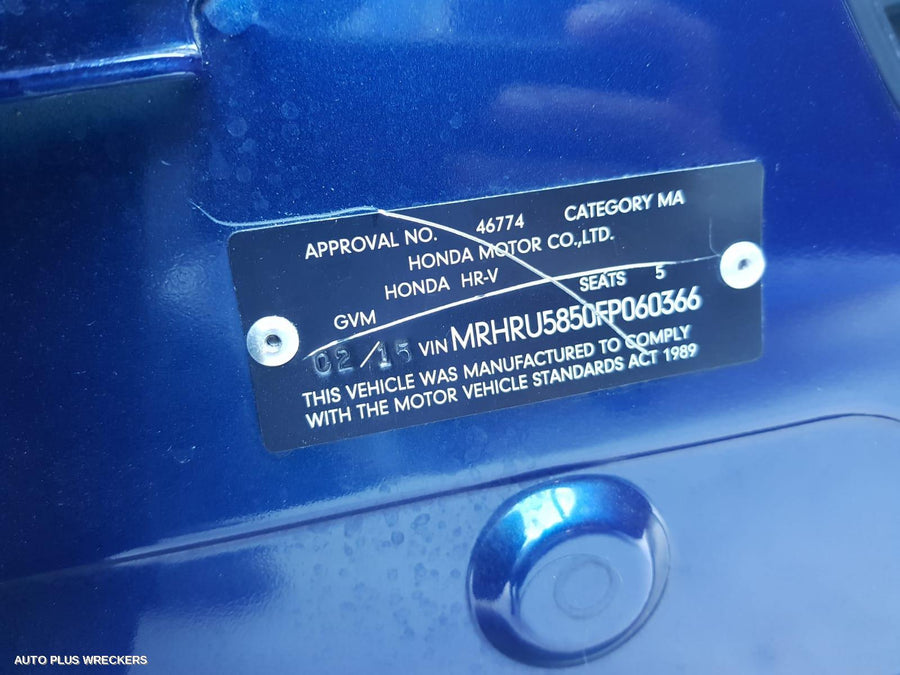 APPROVAL NO. 46774 CATEGORY MA
HONDA MOTOR CO.,LTD.
HONDA HR-V SEATS 5
GVM
02/15 VIN MRHRU5850FP060366
THIS VEHICLE WAS MANUFACTURED TO COMPLY
WITH THE MOTOR VEHICLE STANDARDS ACT 1989
AUTO PLUS WRECKERS